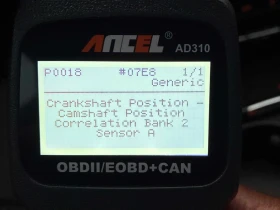 ANCEL
AD310
P0018 #07E8 1/1
Generic
Crankshaft Position -
Camshaft Position
Correlation Bank 2
Sensor A
OBDII/EOBD+CAN